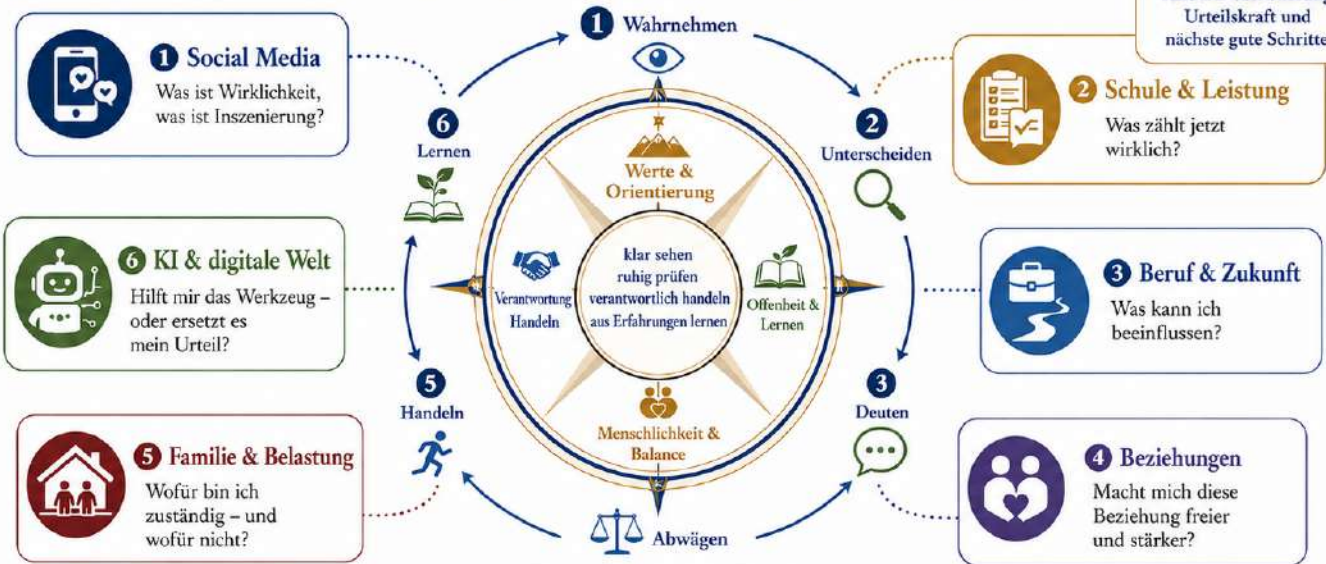 Urteilskraft und
nächste gute Schritte
1 Social Media
Was ist Wirklichkeit,
was ist Inszenierung?
6 KI & digitale Welt
Hilft mir das Werkzeug –
oder ersetzt es
mein Urteil?
5 Familie & Belastung
Wofür bin ich
zuständig – und
wofür nicht?
1 Wahrnehmen
2
Unterscheiden
3
Deuten
Abwägen
5
Handeln
6
Lernen
Werte &
Orientierung
Verantwortung
Handeln
klar sehen
ruhig prüfen
verantwortlich handeln
aus Erfahrungen lernen
Offenheit &
Lernen
Menschlichkeit &
Balance
2 Schule & Leistung
Was zählt jetzt
wirklich?
3 Beruf & Zukunft
Was kann ich
beeinflussen?
4 Beziehungen
Macht mich diese
Beziehung freier
und stärker?